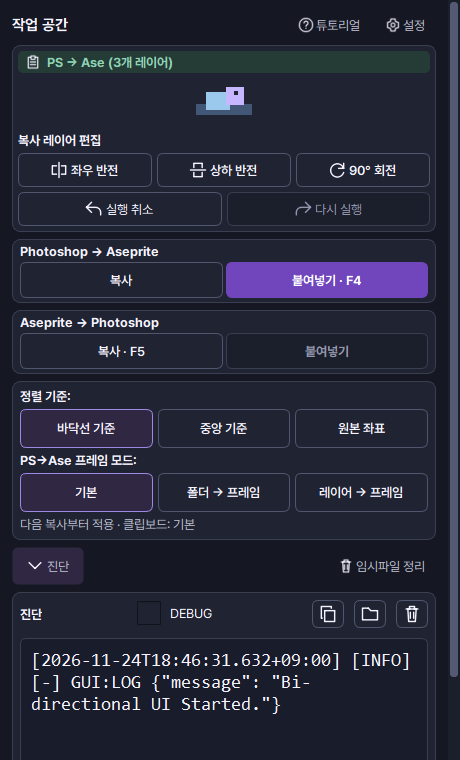 작업 공간
튜토리얼
설정
PS → Ase (3개 레이어)
복사 레이어 편집
좌우 반전
상하 반전
90° 회전
실행 취소
다시 실행
Photoshop → Aseprite
복사
붙여넣기 · F4
Aseprite → Photoshop
복사 · F5
붙여넣기
정렬 기준:
바닥선 기준
중앙 기준
원본 좌표
PS→Ase 프레임 모드:
기본
폴더 → 프레임
레이어 → 프레임
다음 복사부터 적용 · 클립보드: 기본
진단
임시파일 정리
진단
DEBUG
[2026-11-24T18:46:31.632+09:00] [INFO]
[-] GUI:LOG {"message": "Bi-
directional UI Started."}